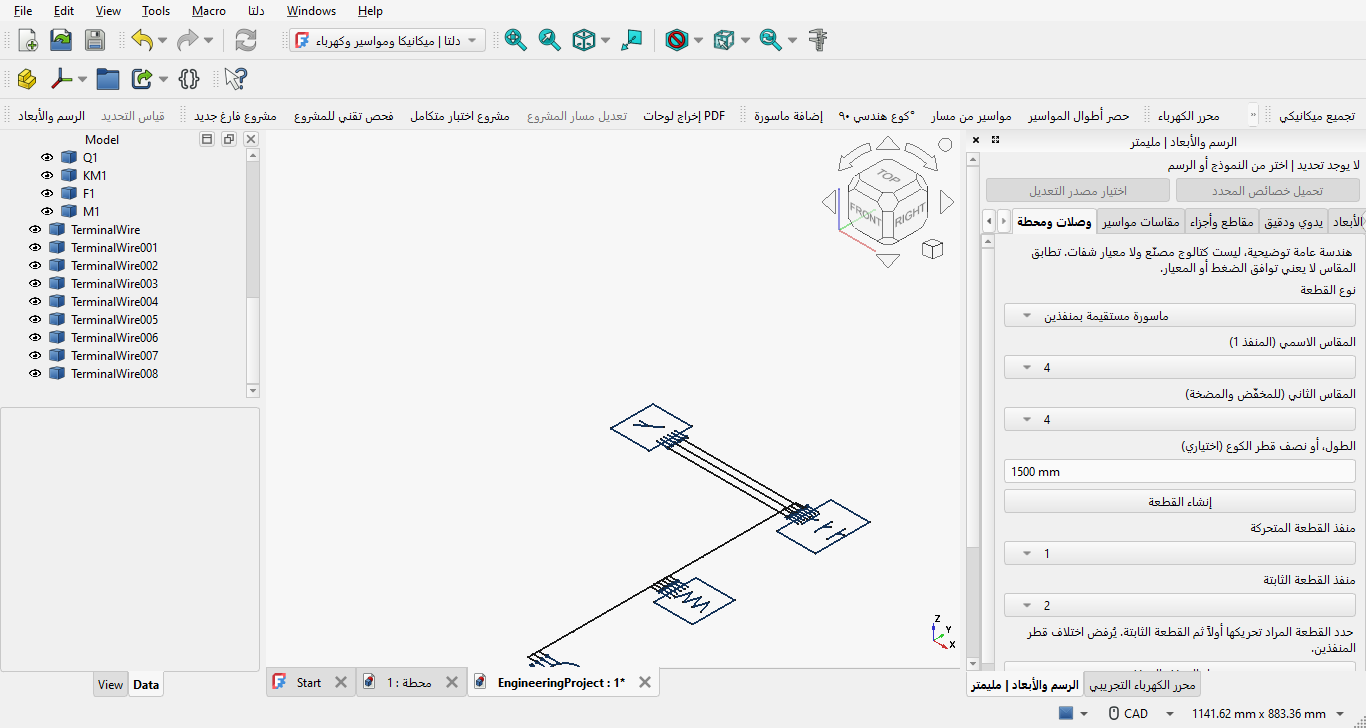 File Edit View Tools Macro دلتا Windows Help
دلتا | ميكانيكا ومواسير وكهرباء
الرسم والأبعاد قياس التحديد مشروع فارغ جديد فحص تقني للمشروع مشروع اختبار متكامل تعديل مسار المشروع PDF إخراج لوحات إضافة ماسورة كوع هندسي ٩٠° مواسير من مسار حصر أطوال المواسير محرر الكهرباء » تجميع ميكانيكي
Model
Q1
KM1
F1
M1
TerminalWire
TerminalWire001
TerminalWire002
TerminalWire003
TerminalWire004
TerminalWire005
TerminalWire006
TerminalWire007
TerminalWire008
View Data
TOP
FRONT
RIGHT
Z
Y
X
Start
محطة : 1
EngineeringProject : 1*
الرسم والأبعاد | مليمتر
لا يوجد تحديد | اختر من النموذج أو الرسم
اختيار مصدر التعديل
تحميل خصائص المحدد
وصلات ومحطة مقاسات مواسير مقاطع وأجزاء يدوي ودقيق الأبعاد
هندسة عامة توضيحية، ليست كتالوج مصنّع ولا معيار شفات. تطابق
المقاس لا يعني توافق الضغط أو المعيار.
نوع القطعة
ماسورة مستقيمة بمنفذين
المقاس الاسمي (المنفذ 1)
4
المقاس الثاني (للمخفّض والمضخة)
4
الطول، أو نصف قطر الكوع (اختياري)
1500 mm
إنشاء القطعة
منفذ القطعة المتحركة
1
منفذ القطعة الثابتة
2
حدد القطعة المراد تحريكها أولاً ثم القطعة الثابتة. يُرفض اختلاف قطر
المنفذين.
الرسم والأبعاد | مليمتر
محرر الكهرباء التجريبي
CAD
1141.62 mm x 883.36 mm